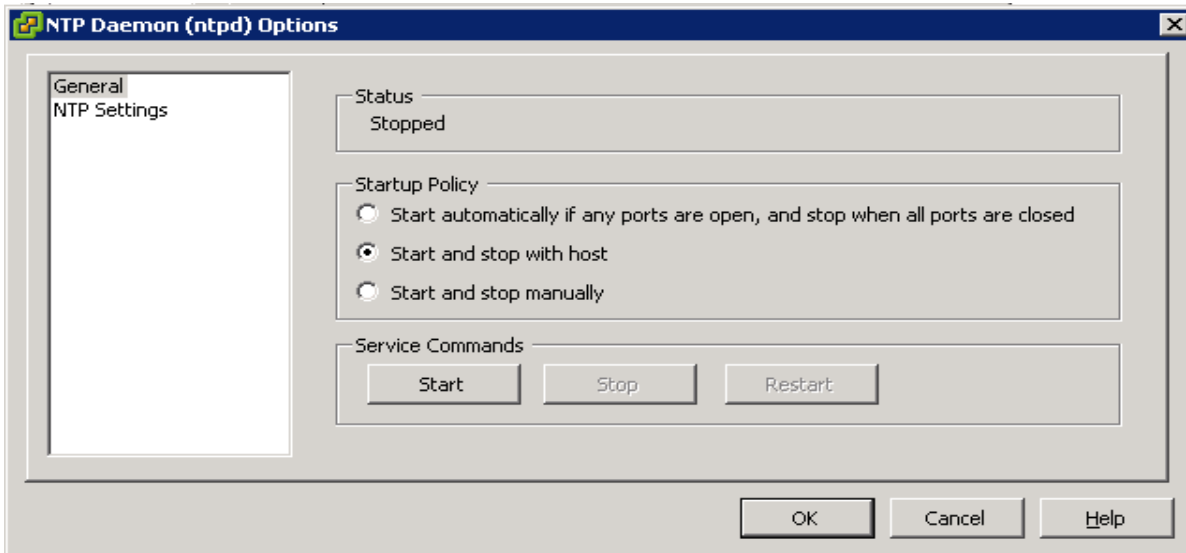 NTP Daemon (ntpd) Options
General
NTP Settings
Status
Stopped
Startup Policy
Start automatically if any ports are open, and stop when all ports are closed
Start and stop with host
Start and stop manually
Service Commands
Start Stop Restart
OK Cancel Help